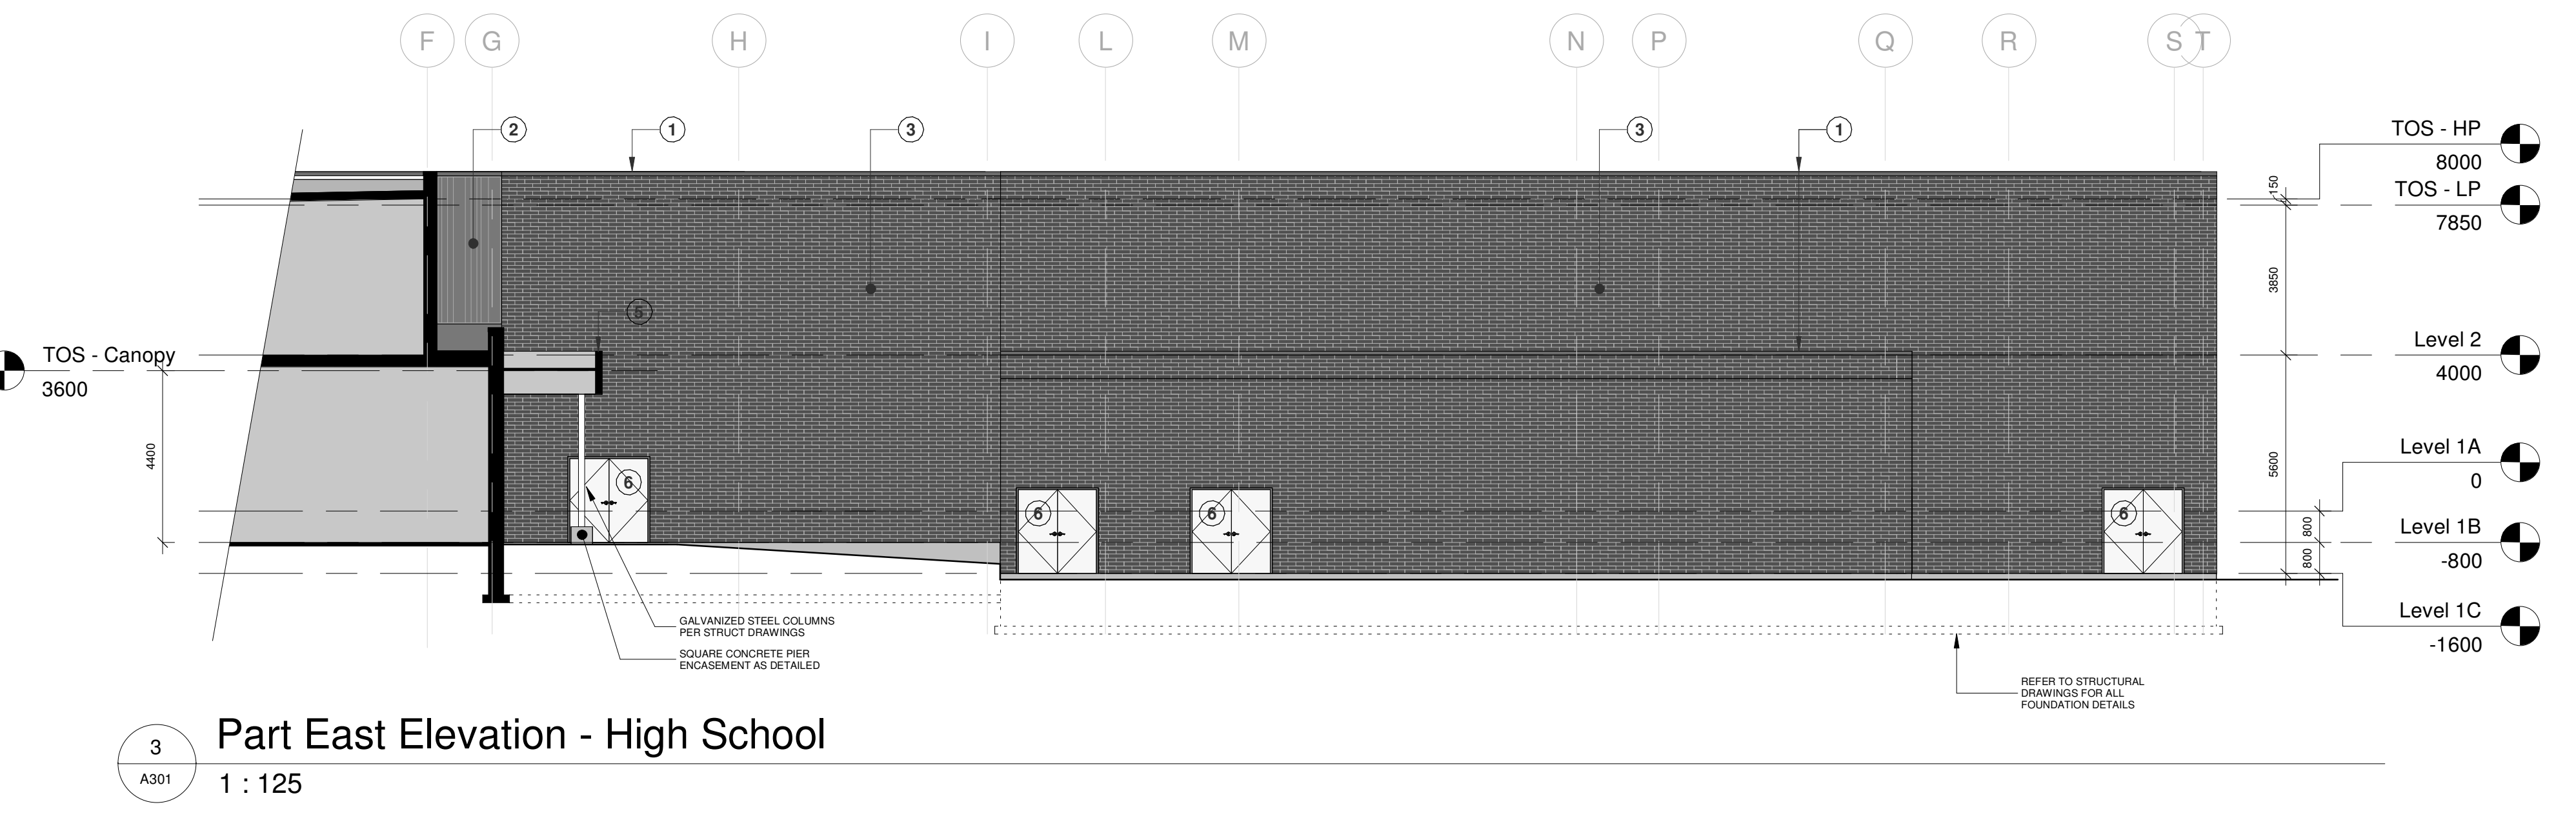 F G H I L M N P Q R S T
2 1 3 3 1
TOS - HP
8000
150
TOS - LP
7850
3850
5
TOS - Canopy
3600
Level 2
4000
4400
5600
Level 1A
0
6 6 6 6
800
Level 1B
-800
800
Level 1C
-1600
GALVANIZED STEEL COLUMNS
PER STRUCT DRAWINGS
SQUARE CONCRETE PIER
ENCASEMENT AS DETAILED
REFER TO STRUCTURAL
DRAWINGS FOR ALL
FOUNDATION DETAILS
3
A301
Part East Elevation - High School
1 : 125